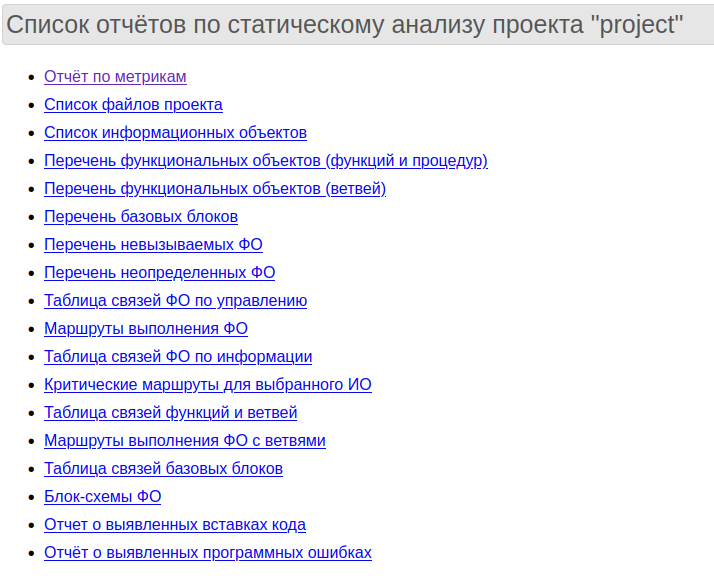 Список отчётов по статическому анализу проекта "project"
Отчёт по метрикам
Список файлов проекта
Список информационных объектов
Перечень функциональных объектов (функций и процедур)
Перечень функциональных объектов (ветвей)
Перечень базовых блоков
Перечень невызываемых ФО
Перечень неопределенных ФО
Таблица связей ФО по управлению
Маршруты выполнения ФО
Таблица связей ФО по информации
Критические маршруты для выбранного ИО
Таблица связей функций и ветвей
Маршруты выполнения ФО с ветвями
Таблица связей базовых блоков
Блок-схемы ФО
Отчет о выявленных вставках кода
Отчёт о выявленных программных ошибках